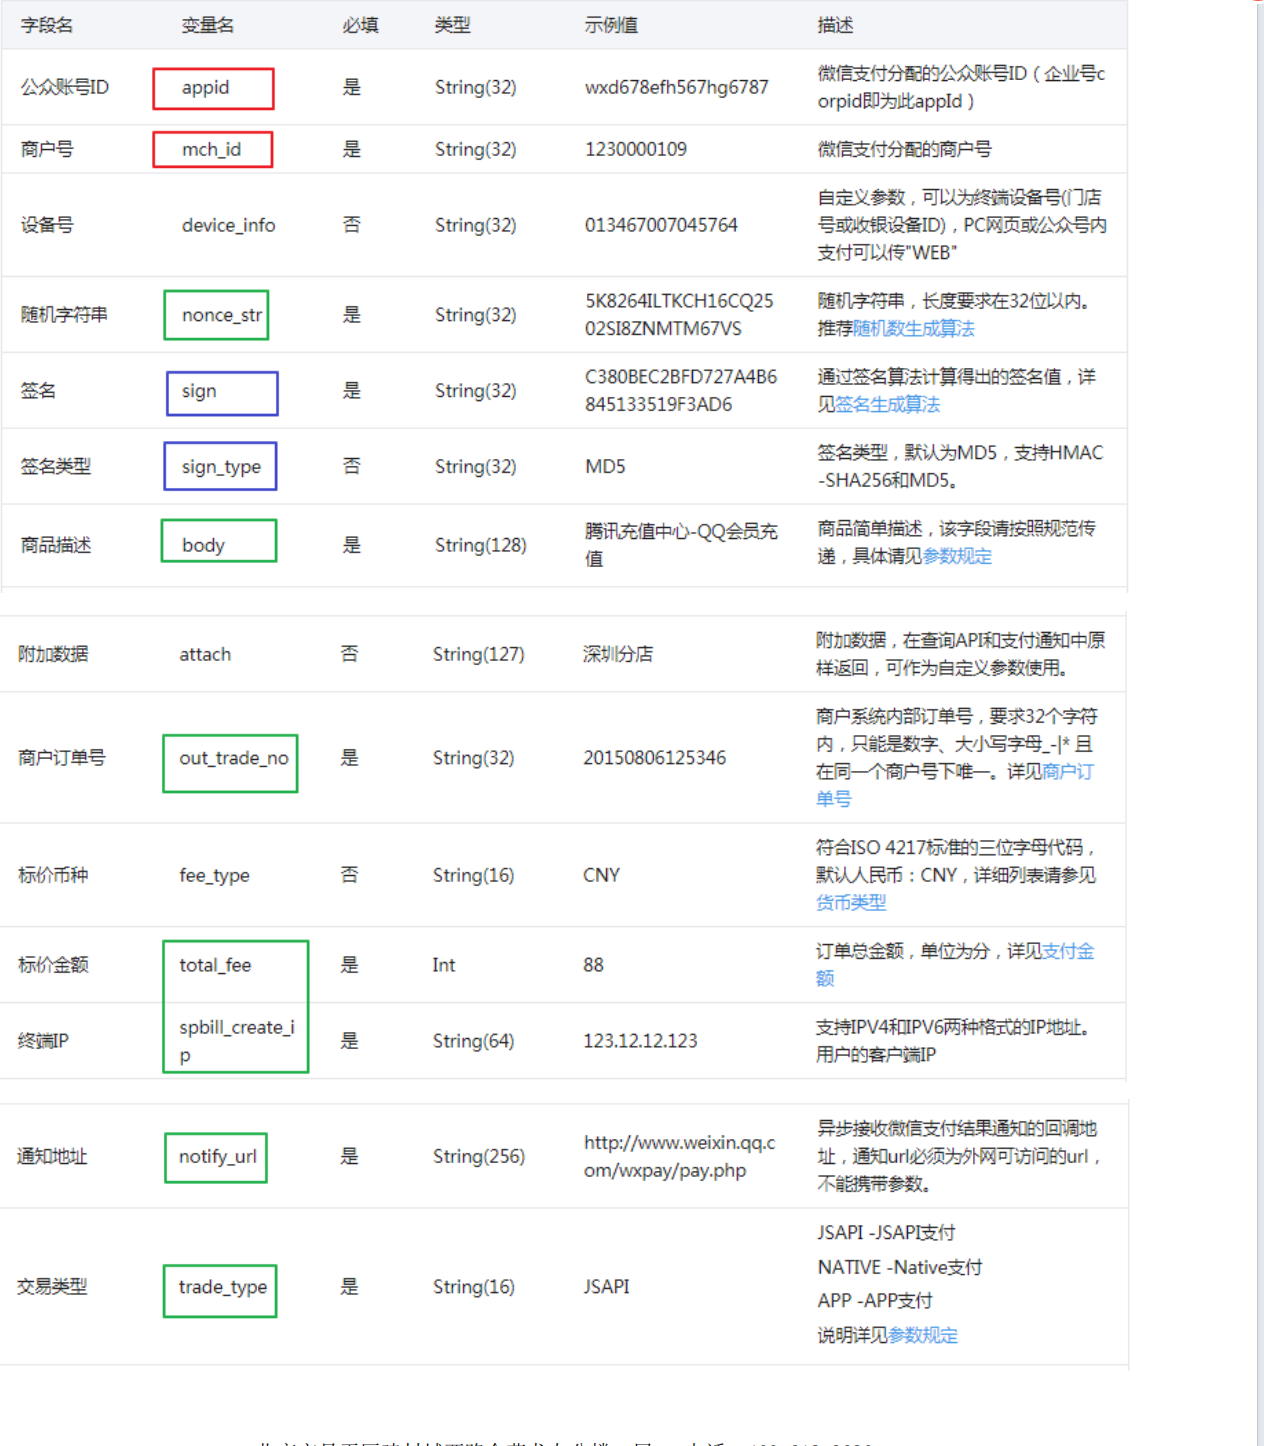 字段名 变量名 必填 类型 示例值 描述
公众账号ID appid 是 String(32) wxd678efh567hg6787 微信支付分配的公众账号ID（企业号c
orpid即为此appId）
商户号 mch_id 是 String(32) 1230000109 微信支付分配的商户号
设备号 device_info 否 String(32) 013467007045764 自定义参数，可以为终端设备号(门店
号或收银设备ID)，PC网页或公众号内
支付可以传"WEB"
随机字符串 nonce_str 是 String(32) 5K8264ILTKCH16CQ25
02SI8ZNMTM67VS
随机字符串，长度要求在32位以内。
推荐随机数生成算法
签名 sign 是 String(32) C380BEC2BFD727A4B6
845133519F3AD6
通过签名算法计算得出的签名值，详
见签名生成算法
签名类型 sign_type 否 String(32) MD5 签名类型，默认为MD5，支持HMAC
-SHA256和MD5。
商品描述 body 是 String(128) 腾讯充值中心-QQ会员充
值
商品简单描述，该字段请按照规范传
递，具体请见参数规定
附加数据 attach 否 String(127) 深圳分店 附加数据，在查询API和支付通知中原
样返回，可作为自定义参数使用。
商户订单号 out_trade_no 是 String(32) 20150806125346 商户系统内部订单号，要求32个字符
内，只能是数字、大小写字母_-|* 且
在同一个商户号下唯一。详见商户订
单号
标价币种 fee_type 否 String(16) CNY 符合ISO 4217标准的三位字母代码，
默认人民币：CNY，详细列表请参见
货币类型
标价金额 total_fee 是 Int 88 订单总金额，单位为分，详见支付金
额
终端IP spbill_create_i
p
是 String(64) 123.12.12.123 支持IPV4和IPV6两种格式的IP地址。
用户的客户端IP
通知地址 notify_url 是 String(256) http://www.weixin.qq.c
om/wxpay/pay.php
异步接收微信支付结果通知的回调地
址，通知url必须为外网可访问的url，
不能携带参数。
交易类型 trade_type 是 String(16) JSAPI JSAPI -JSAPI支付
NATIVE -Native支付
APP -APP支付
说明详见参数规定